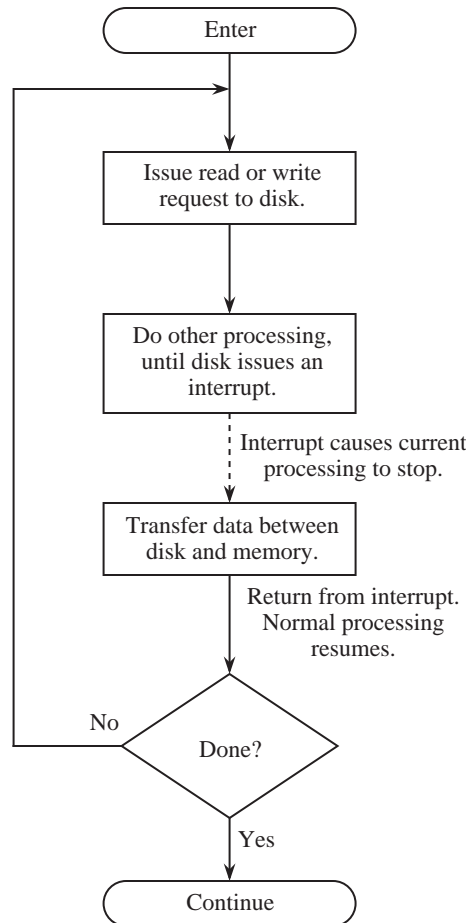 Enter
Issue read or write
request to disk.
Do other processing,
until disk issues an
interrupt.
Interrupt causes current
processing to stop.
Transfer data between
disk and memory.
Return from interrupt.
Normal processing
resumes.
No
Done?
Yes
Continue